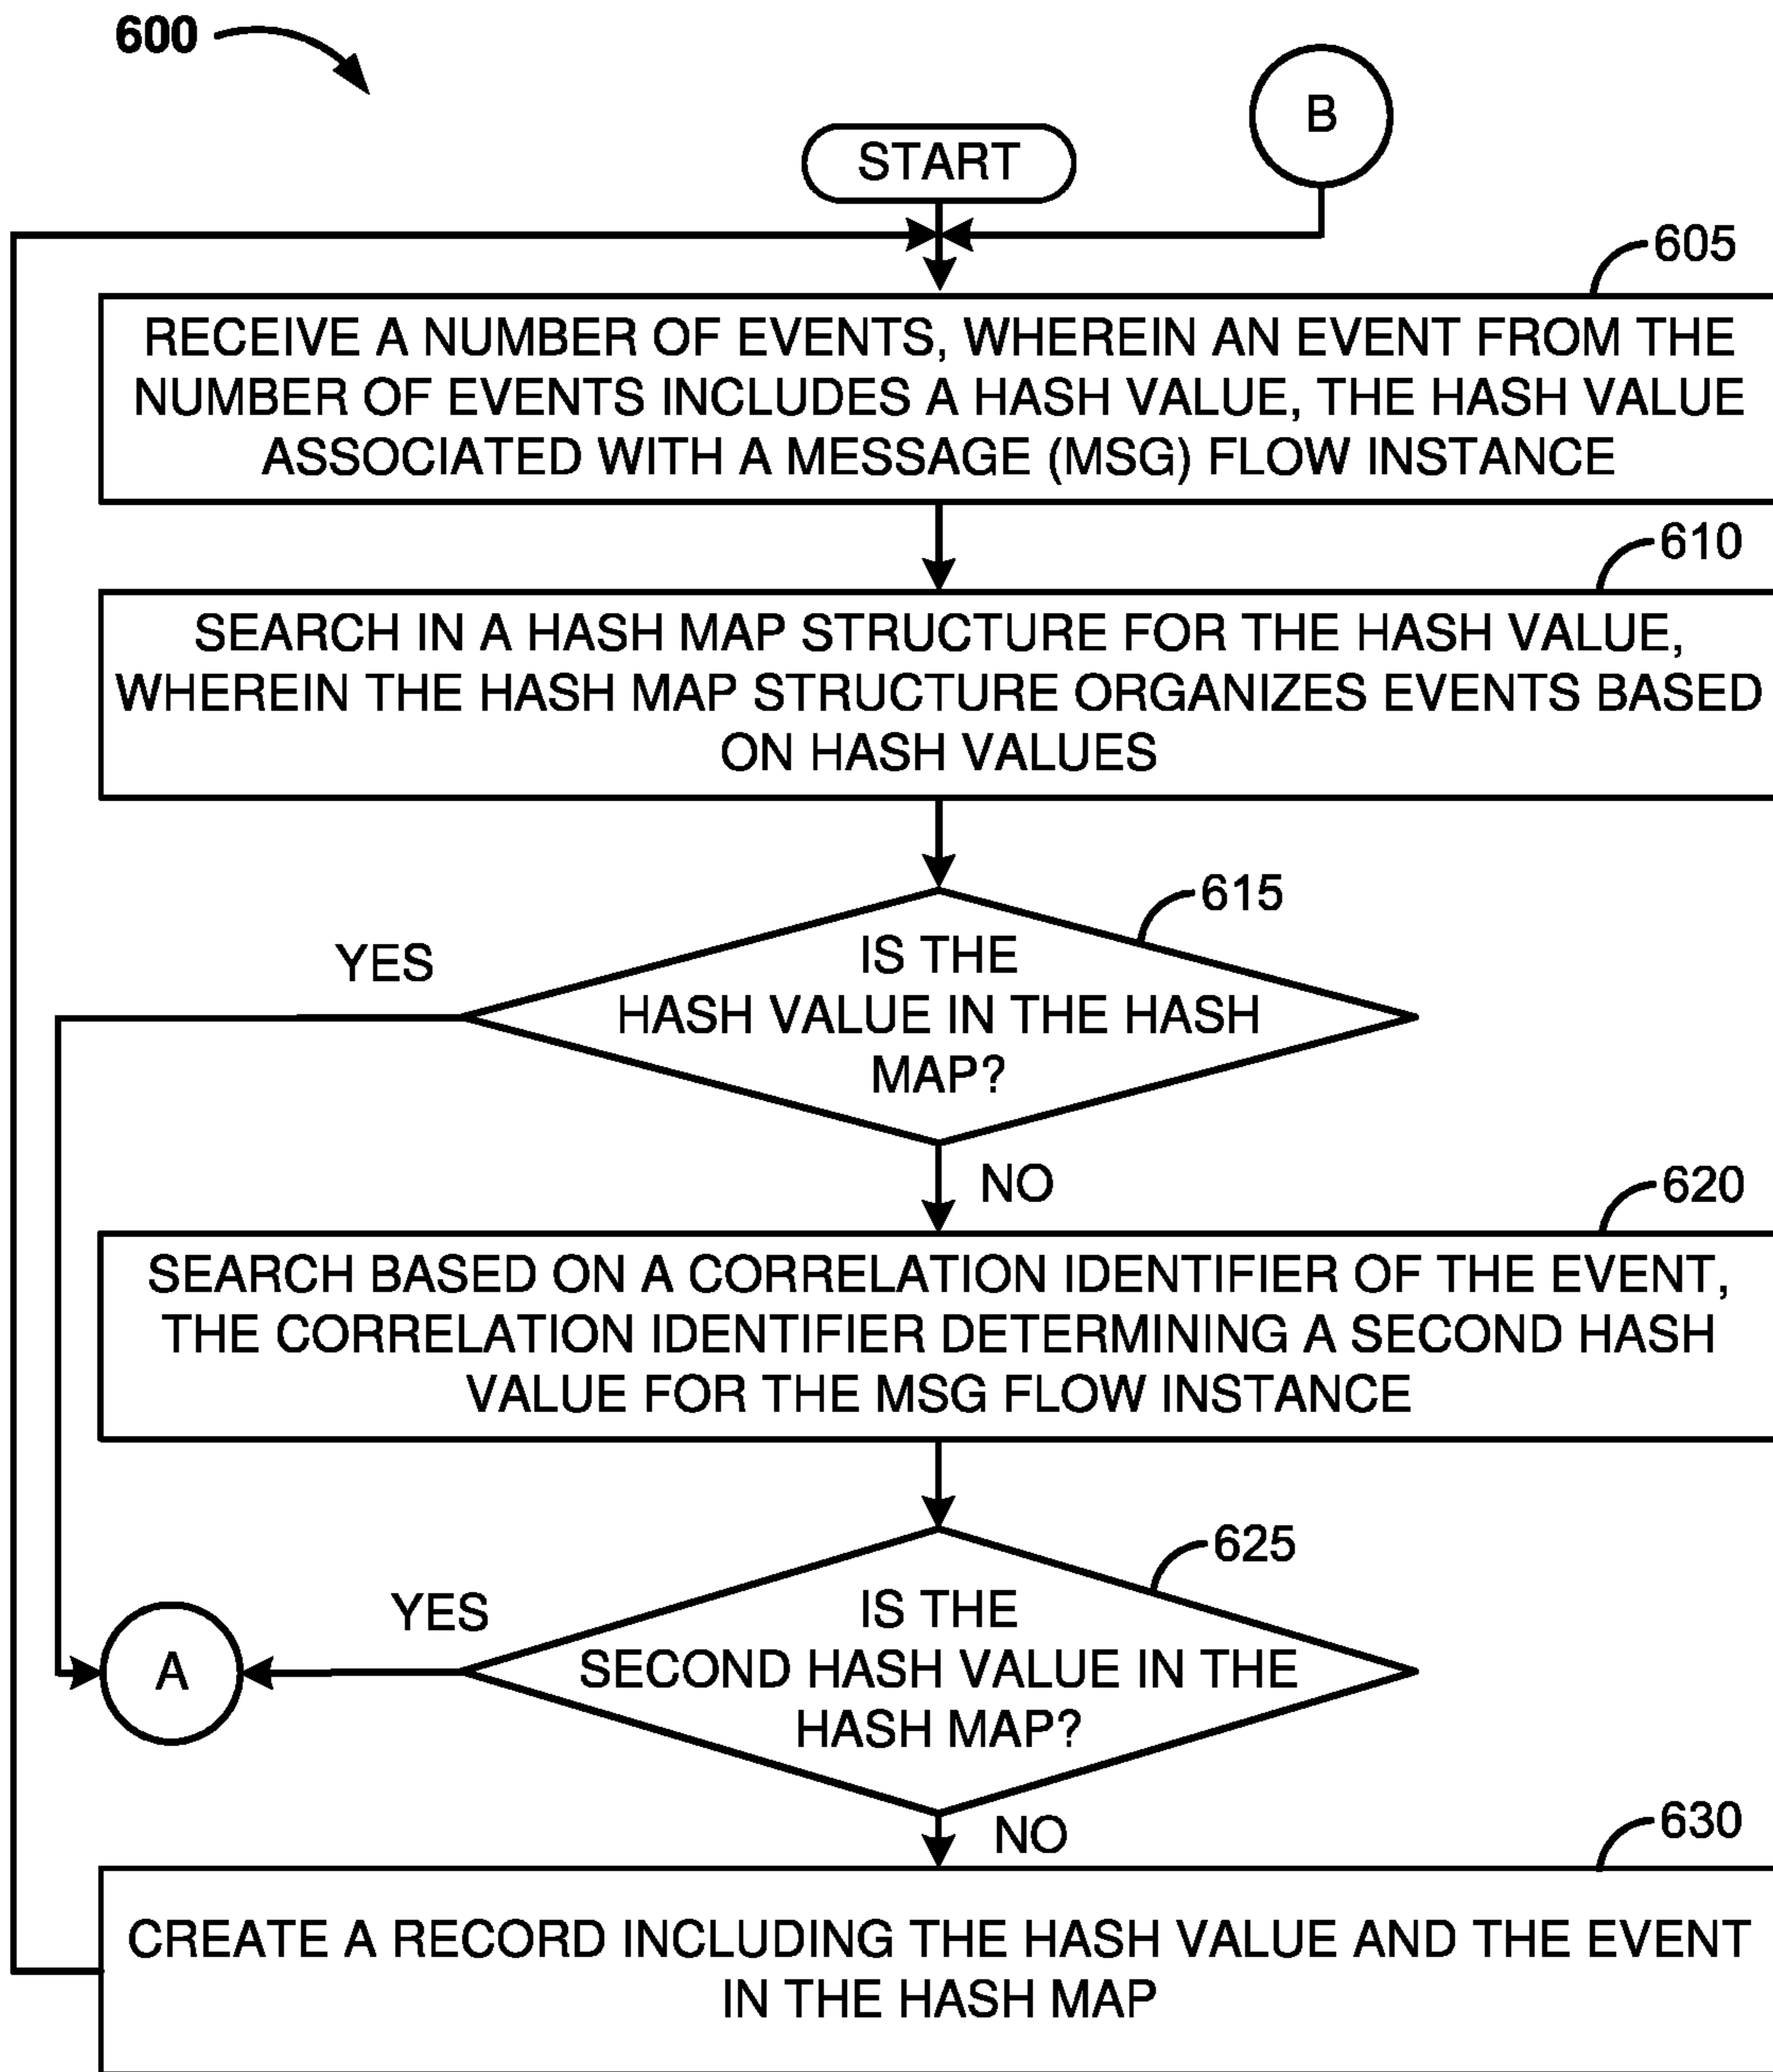 600
B
START
605
RECEIVE A NUMBER OF EVENTS, WHEREIN AN EVENT FROM THE
NUMBER OF EVENTS INCLUDES A HASH VALUE, THE HASH VALUE
ASSOCIATED WITH A MESSAGE (MSG) FLOW INSTANCE
610
SEARCH IN A HASH MAP STRUCTURE FOR THE HASH VALUE,
WHEREIN THE HASH MAP STRUCTURE ORGANIZES EVENTS BASED
ON HASH VALUES
615
YES
IS THE
HASH VALUE IN THE HASH
MAP?
NO
620
SEARCH BASED ON A CORRELATION IDENTIFIER OF THE EVENT,
THE CORRELATION IDENTIFIER DETERMINING A SECOND HASH
VALUE FOR THE MSG FLOW INSTANCE
625
YES
IS THE
SECOND HASH VALUE IN THE
HASH MAP?
A
NO
630
CREATE A RECORD INCLUDING THE HASH VALUE AND THE EVENT
IN THE HASH MAP